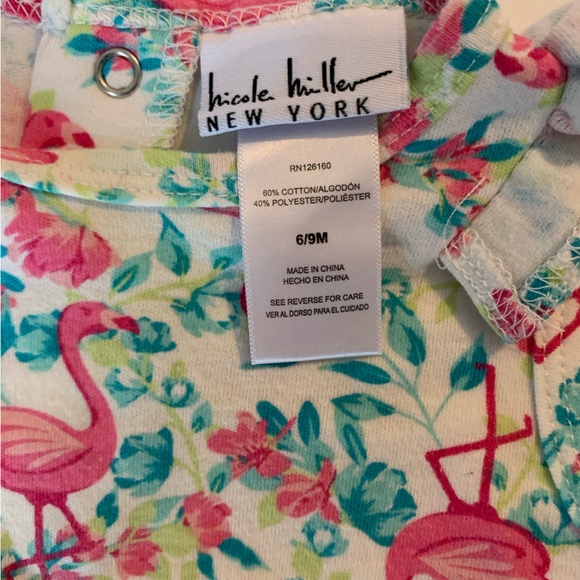 nicole miller
NEW YORK
RN126160
60% COTTON/ALGODÓN
40% POLYESTER/POLIÉSTER
6/9M
MADE IN CHINA
HECHO EN CHINA
SEE REVERSE FOR CARE
VER AL DORSO PARA EL CUIDADO